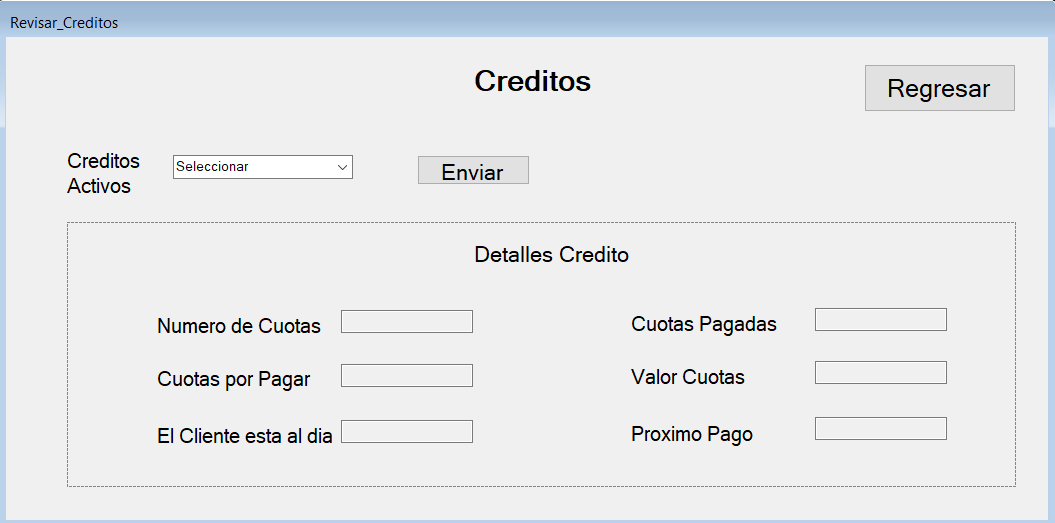 Revisar_Creditos
Creditos
Regresar
Creditos
Activos
Seleccionar
Enviar
Detalles Credito
Numero de Cuotas
Cuotas Pagadas
Cuotas por Pagar
Valor Cuotas
El Cliente esta al dia
Proximo Pago